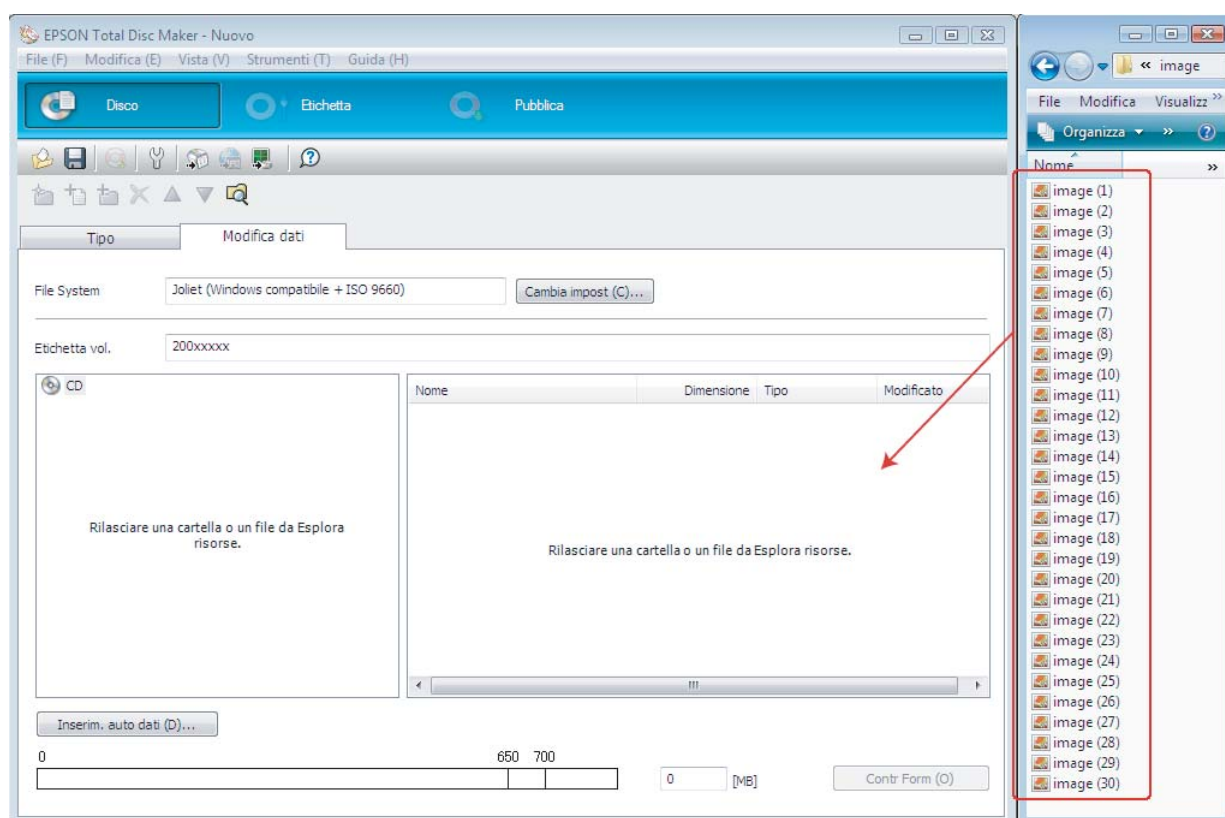 EPSON Total Disc Maker - Nuovo
File (F) Modifica (E) Vista (V) Strumenti (T) Guida (H)
Disco Etichetta Pubblica
Tipo Modifica dati
File System Joliet (Windows compatibile + ISO 9660) Cambia impost (C)...
Etichetta vol. 200xxxxx
CD
Rilasciare una cartella o un file da Esplora
risorse.
Nome Dimensione Tipo Modificato
Rilasciare una cartella o un file da Esplora risorse.
Inserim. auto dati (D)...
0 650 700
0 [MB] Contr Form (O)
« image
File Modifica Visualizz »
Organizza »
Nome »
image (1)
image (2)
image (3)
image (4)
image (5)
image (6)
image (7)
image (8)
image (9)
image (10)
image (11)
image (12)
image (13)
image (14)
image (15)
image (16)
image (17)
image (18)
image (19)
image (20)
image (21)
image (22)
image (23)
image (24)
image (25)
image (26)
image (27)
image (28)
image (29)
image (30)